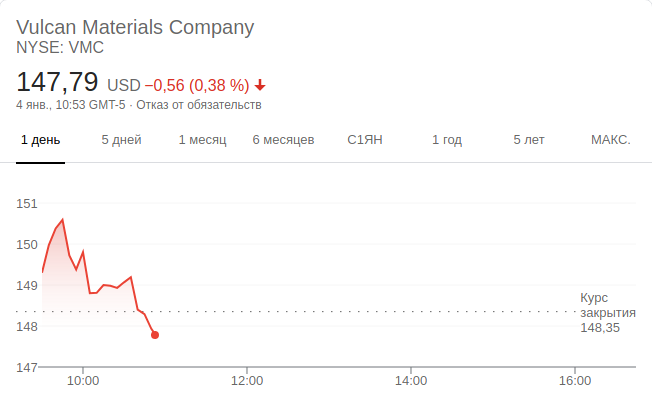 Vulcan Materials Company
NYSE: VMC
147,79 USD −0,56 (0,38 %)
4 янв., 10:53 GMT-5 · Отказ от обязательств
1 день 5 дней 1 месяц 6 месяцев С1ЯН 1 год 5 лет МАКС.
151
150
149
Курс
закрытия
148,35
148
147
10:00 12:00 14:00 16:00